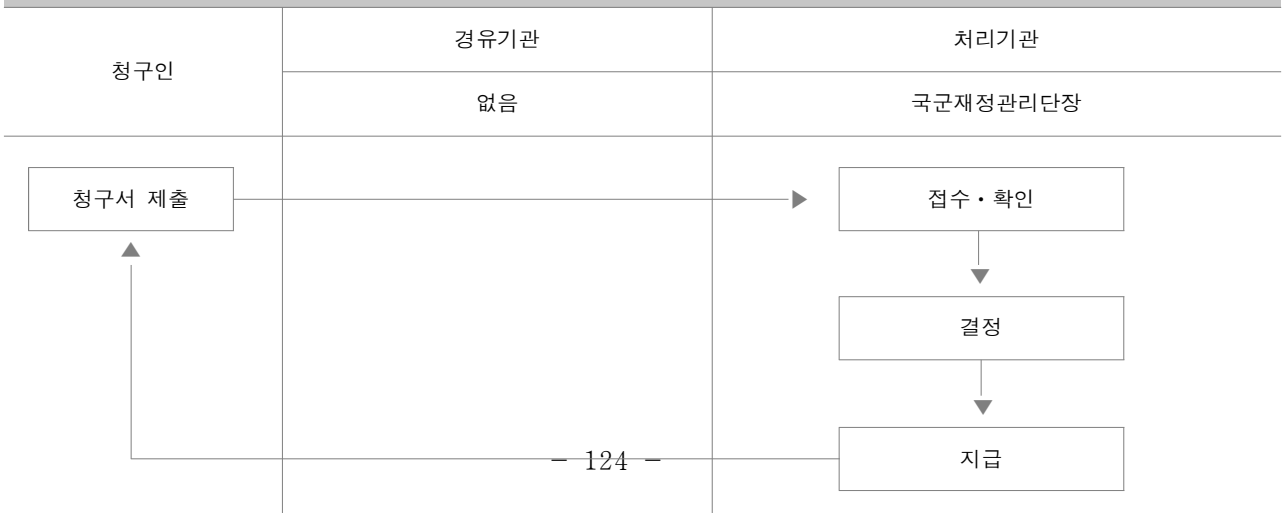 청구인
경유기관
처리기관
없음
국군재정관리단장
청구서 제출
접수·확인
결정
지급
- 124 -